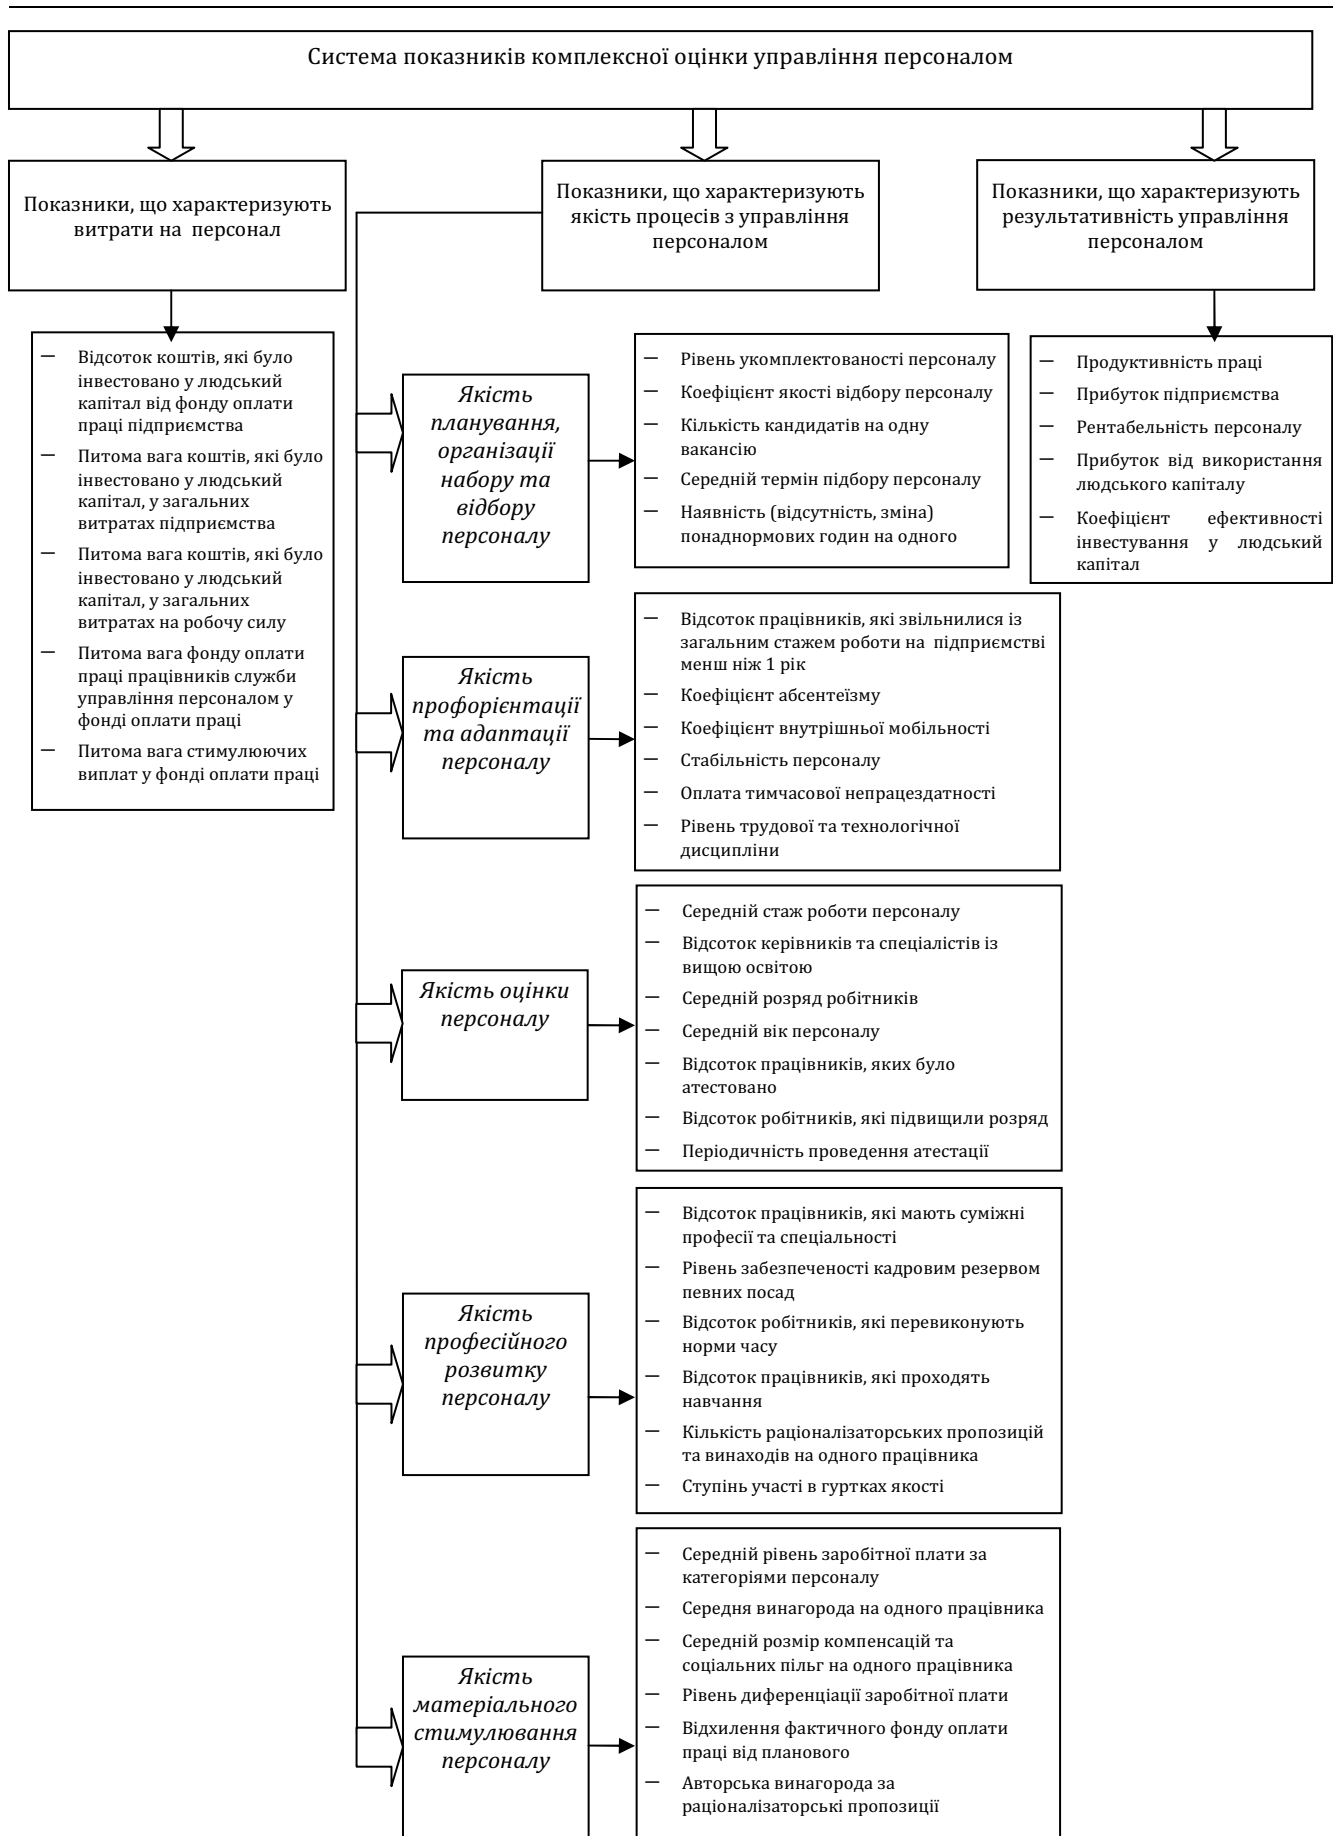 Система показників комплексної оцінки управління персоналом
Показники, що характеризують
витрати на персонал
Показники, що характеризують
якість процесів з управління
персоналом
Показники, що характеризують
результативність управління
персоналом
— Відсоток коштів, які було
інвестовано у людський
капітал від фонду оплати
праці підприємства
— Питома вага коштів, які було
інвестовано у людський
капітал, у загальних
витратах підприємства
— Питома вага коштів, які було
інвестовано у людський
капітал, у загальних
витратах на робочу силу
— Питома вага фонду оплати
праці працівників служби
управління персоналом у
фонді оплати праці
— Питома вага стимулюючих
виплат у фонді оплати праці
Якість
планування,
організації
набору та
відбору
персоналу
— Рівень укомплектованості персоналу
— Коефіцієнт якості відбору персоналу
— Кількість кандидатів на одну
вакансію
— Середній термін підбору персоналу
— Наявність (відсутність, зміна)
понаднормових годин на одного
— Продуктивність праці
— Прибуток підприємства
— Рентабельність персоналу
— Прибуток від використання
людського капіталу
— Коефіцієнт ефективності
інвестування у людський
капітал
Якість
профорієнтації
та адаптації
персоналу
— Відсоток працівників, які звільнилися із
загальним стажем роботи на підприємстві
менш ніж 1 рік
— Коефіцієнт абсентеїзму
— Коефіцієнт внутрішньої мобільності
— Стабільність персоналу
— Оплата тимчасової непрацездатності
— Рівень трудової та технологічної
дисципліни
Якість оцінки
персоналу
— Середній стаж роботи персоналу
— Відсоток керівників та спеціалістів із
вищою освітою
— Середній розряд робітників
— Середній вік персоналу
— Відсоток працівників, яких було
атестовано
— Відсоток робітників, які підвищили розряд
— Періодичність проведення атестації
Якість
професійного
розвитку
персоналу
— Відсоток працівників, які мають суміжні
професії та спеціальності
— Рівень забезпеченості кадровим резервом
певних посад
— Відсоток робітників, які перевиконують
норми часу
— Відсоток працівників, які проходять
навчання
— Кількість раціоналізаторських пропозицій
та винаходів на одного працівника
— Ступінь участі в гуртках якості
Якість
матеріального
стимулювання
персоналу
— Середній рівень заробітної плати за
категоріями персоналу
— Середня винагорода на одного працівника
— Середній розмір компенсацій та
соціальних пільг на одного працівника
— Рівень диференціації заробітної плати
— Відхилення фактичного фонду оплати
праці від планового
— Авторська винагорода за
раціоналізаторські пропозиції